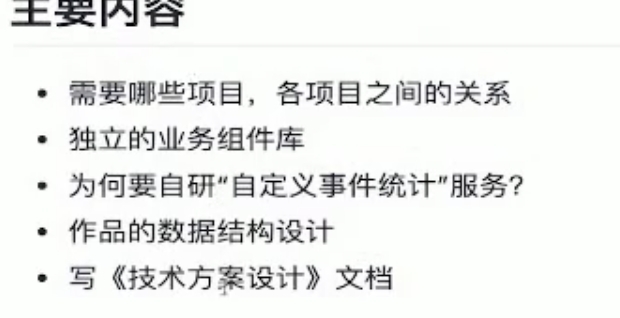 主要内容
需要哪些项目，各项目之间的关系
独立的业务组件库
为何要自研“自定义事件统计”服务？
作品的数据结构设计
写《技术方案设计》文档